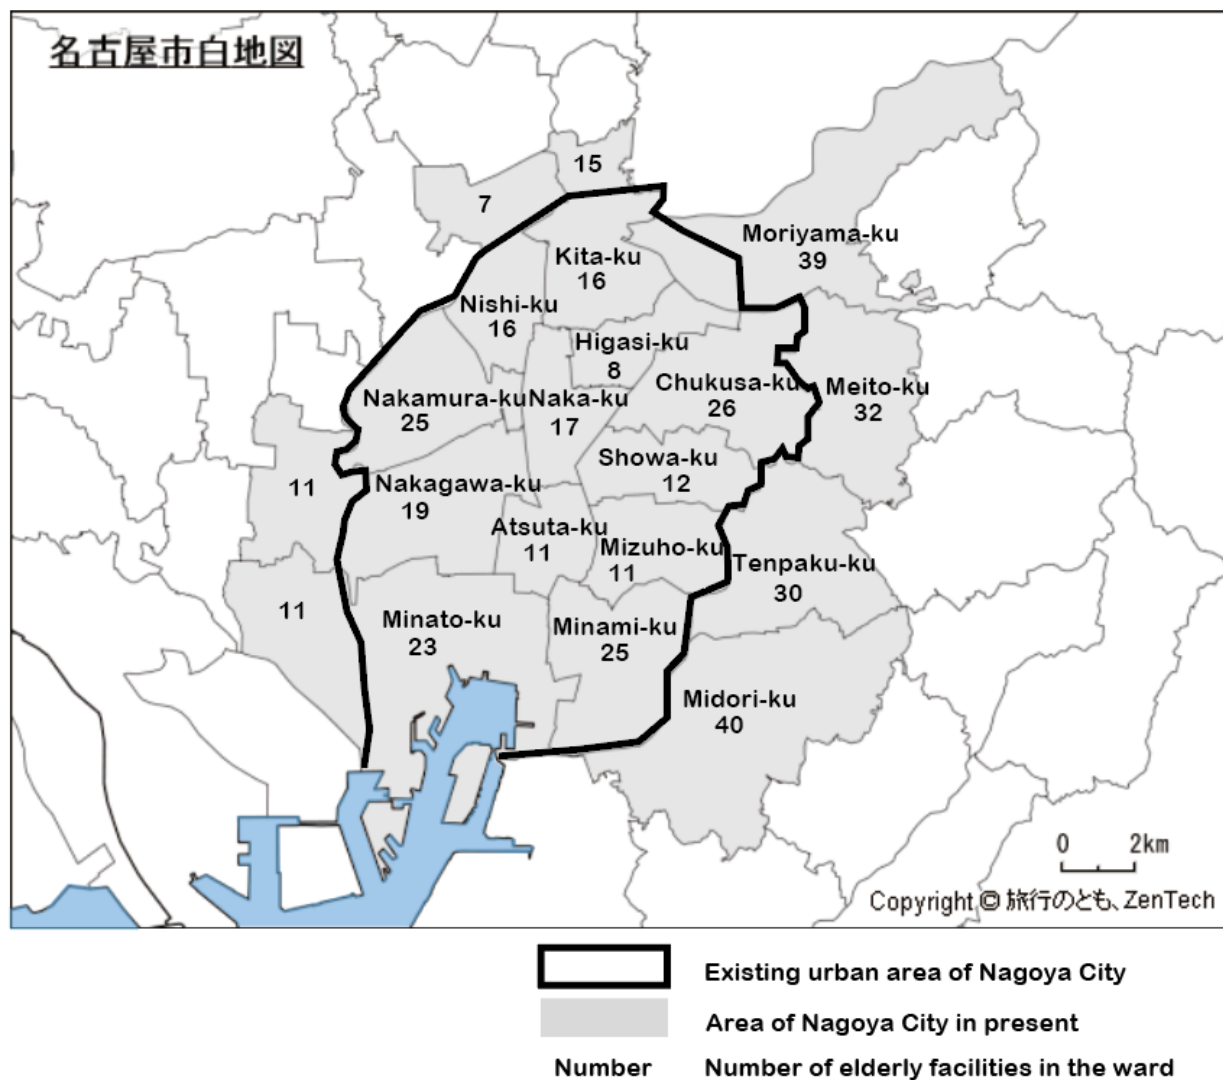 名古屋市白地図
15
7
Moriyama-ku
39
Kita-ku
16
Nishi-ku
16
Higasi-ku
8
Chukusa-ku
26
Meito-ku
32
Nakamura-ku
25
Naka-ku
17
Showa-ku
12
11
Nakagawa-ku
19
Atsuta-ku
11
Mizuho-ku
11
Tenpaku-ku
30
11
Minato-ku
23
Minami-ku
25
Midori-ku
40
0 2km
Copyright © 旅行のとも、ZenTech
Existing urban area of Nagoya City
Area of Nagoya City in present
Number Number of elderly facilities in the ward